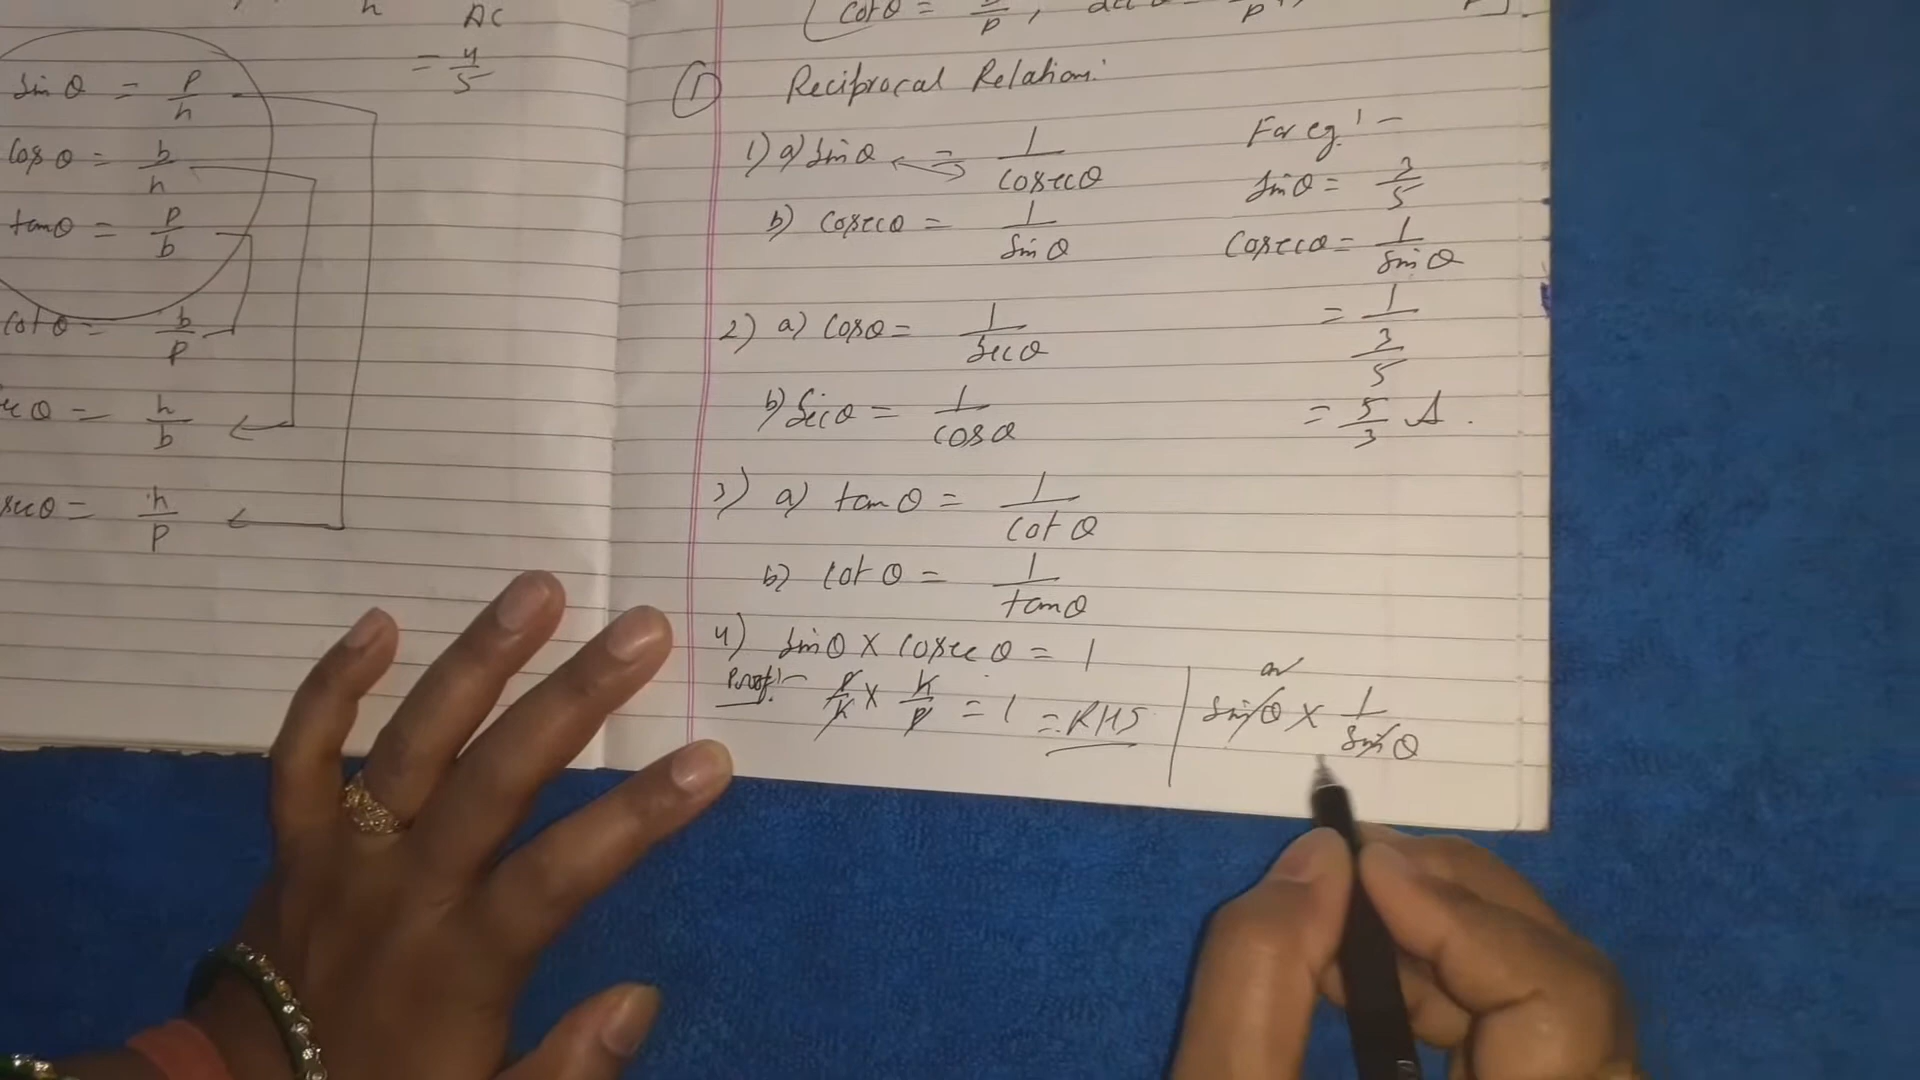 h
AC
= 4/5
sin θ = p/h
cos θ = b/h
tan θ = p/b
cot θ = b/p
θ = h/b
sec θ = h/p
cot θ = b/p ,
① Reciprocal Relation:
1) a) sin θ = 1/cosec θ
b) cosec θ = 1/sin θ
2) a) cos θ = 1/sec θ
b) sec θ = 1/cos θ
3) a) tan θ = 1/cot θ
b) cot θ = 1/tan θ
4) sin θ × cosec θ = 1
Proof:- p/h × h/p = 1 = RHS
For eg:-
sin θ = 3/5
cosec θ = 1/sin θ
= 1/(3/5)
= 5/3 A.
or
sin θ × 1/sin θ